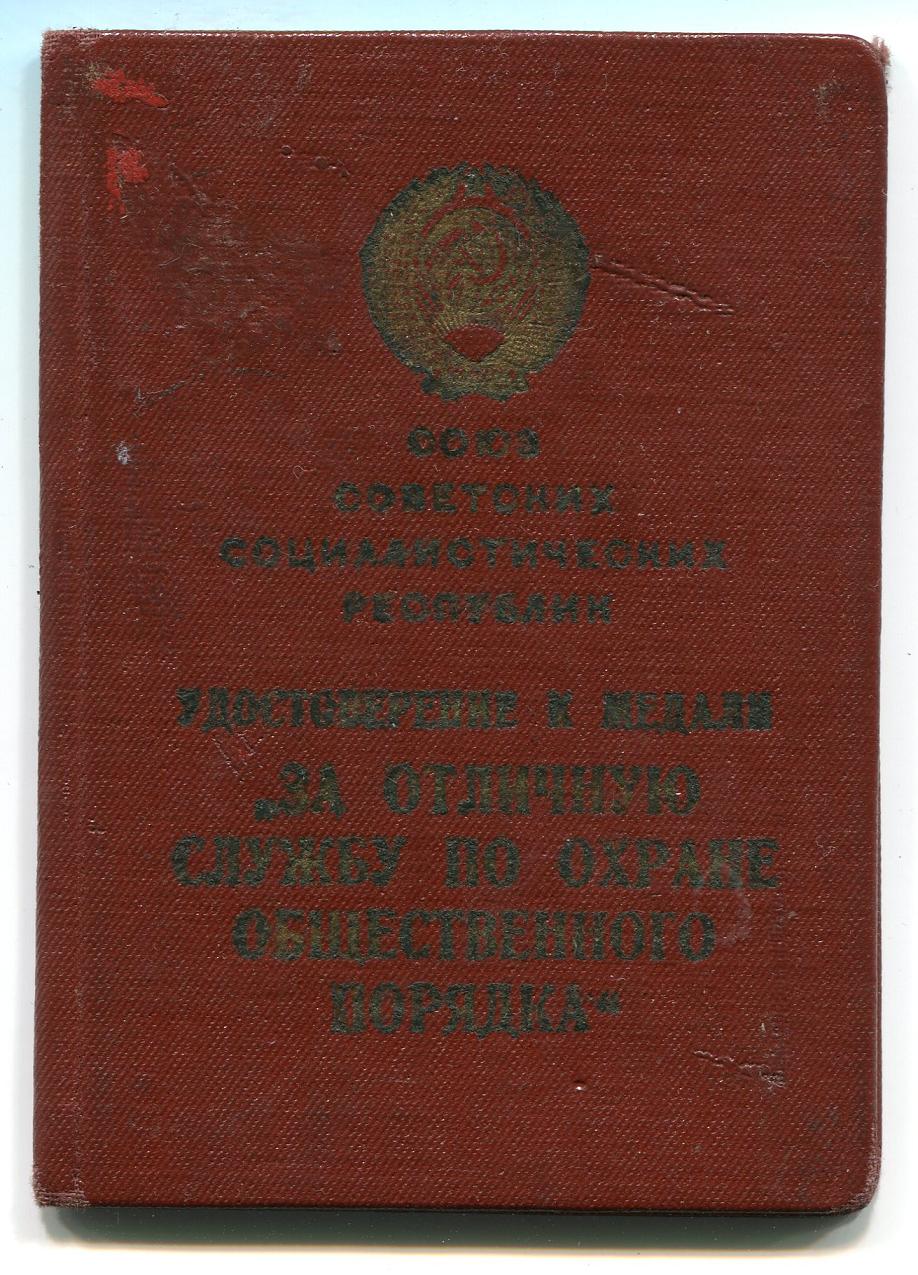 СОЮЗ
СОВЕТСКИХ
СОЦИАЛИСТИЧЕСКИХ
РЕСПУБЛИК
УДОСТОВЕРЕНИЕ К МЕДАЛИ
„ЗА ОТЛИЧНУЮ
СЛУЖБУ ПО ОХРАНЕ
ОБЩЕСТВЕННОГО
ПОРЯДКА“